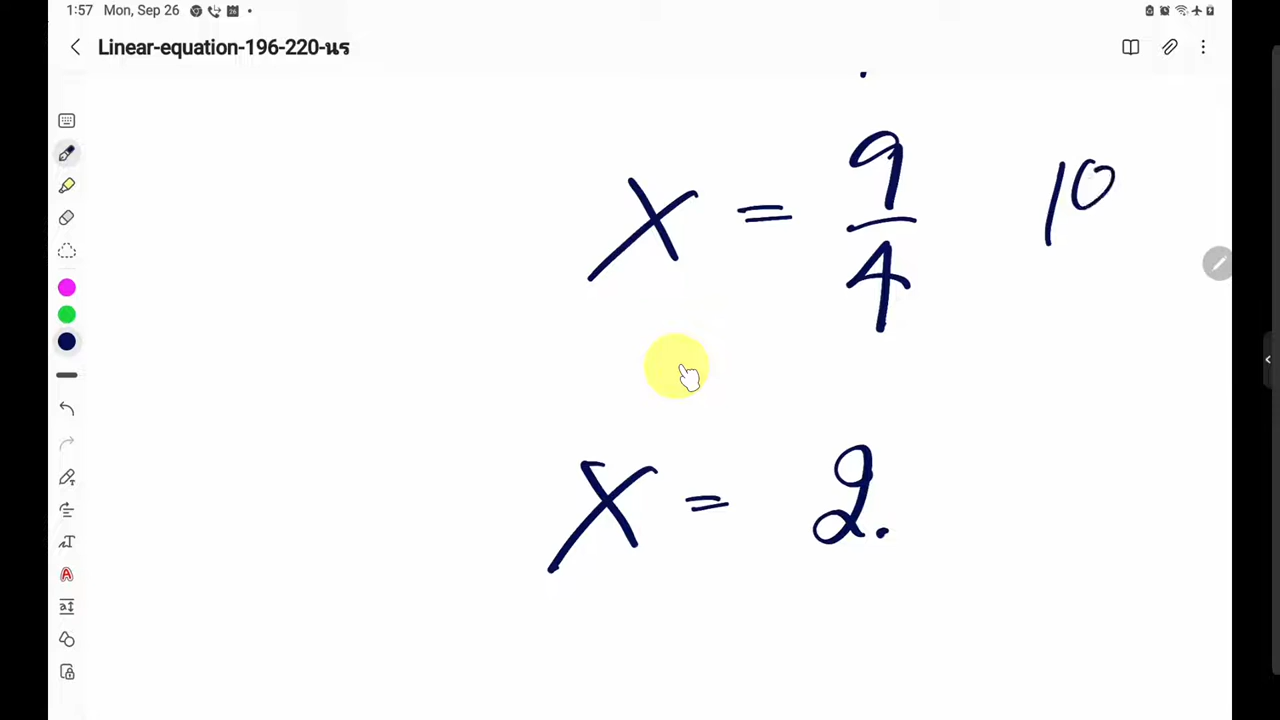 1:57 Mon, Sep 26
Linear-equation-196-220-นร
x = 9/4 10
x = 2.